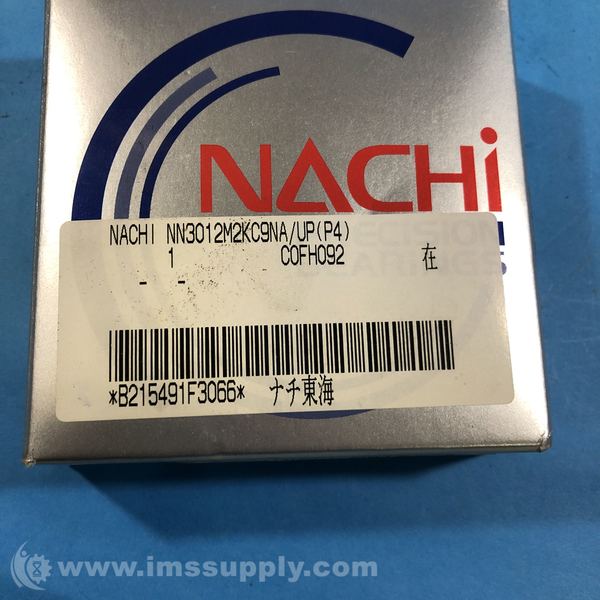 NACHI
NACHI NN3012M2KC9NA/UP(P4)
1 COFH092 在
- -
*B215491F3066* ナチ東海
www.imssupply.com